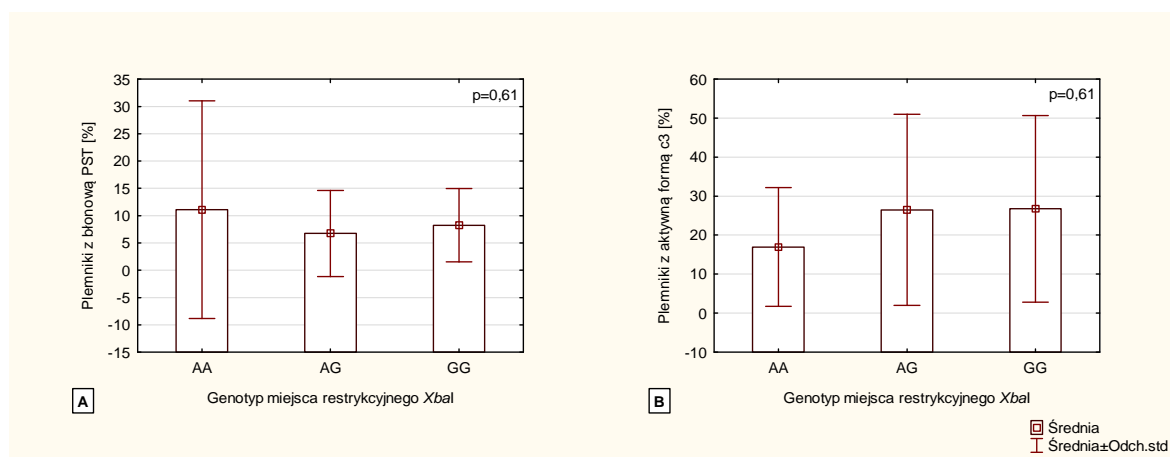 Plemniki z błonową PST [%]
35
30
25
20
15
10
5
0
-5
-10
-15
p=0,61
AA AG GG
Genotyp miejsca restrykcyjnego XbaI
A
Plemniki z aktywną formą c3 [%]
60
50
40
30
20
10
0
-10
p=0,61
AA AG GG
Genotyp miejsca restrykcyjnego XbaI
B
Średnia
Średnia±Odch.std